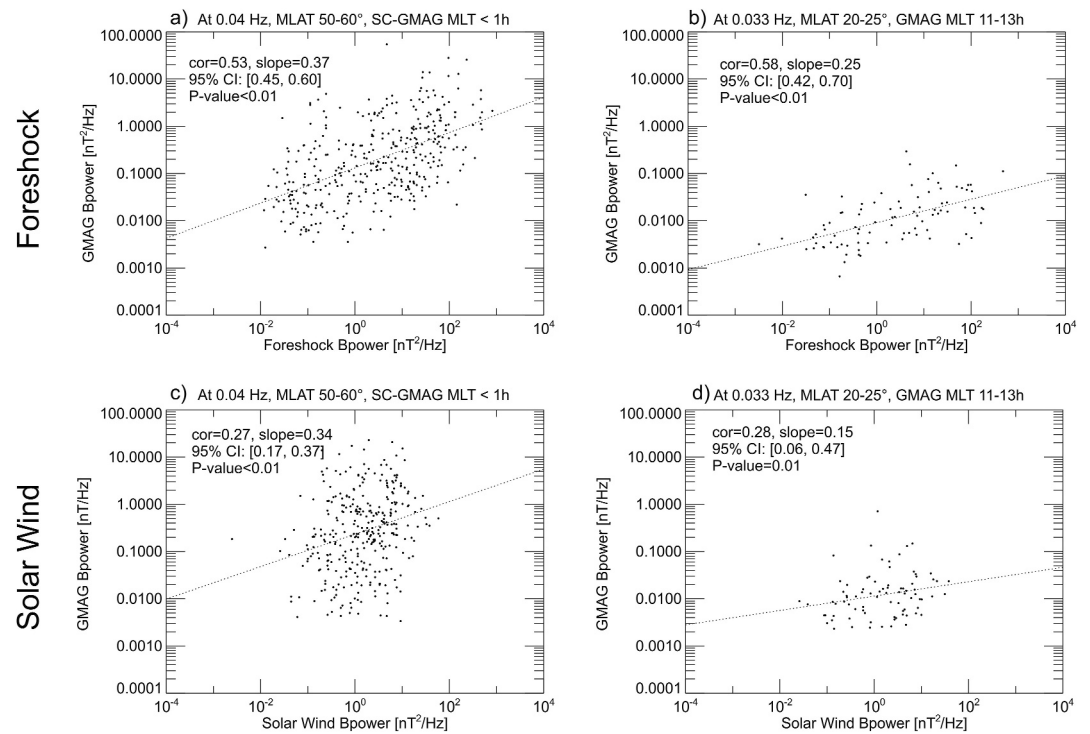 Foreshock
a) At 0.04 Hz, MLAT 50-60°, SC-GMAG MLT < 1h
cor=0.53, slope=0.37
95% CI: [0.45, 0.60]
P-value<0.01
GMAG Bpower [nT²/Hz]
100.0000
10.0000
1.0000
0.1000
0.0100
0.0010
0.0001
10⁻⁴ 10⁻² 10⁰ 10² 10⁴
Foreshock Bpower [nT²/Hz]
b) At 0.033 Hz, MLAT 20-25°, GMAG MLT 11-13h
cor=0.58, slope=0.25
95% CI: [0.42, 0.70]
P-value<0.01
GMAG Bpower [nT²/Hz]
100.0000
10.0000
1.0000
0.1000
0.0100
0.0010
0.0001
10⁻⁴ 10⁻² 10⁰ 10² 10⁴
Foreshock Bpower [nT²/Hz]
Solar Wind
c) At 0.04 Hz, MLAT 50-60°, SC-GMAG MLT < 1h
cor=0.27, slope=0.34
95% CI: [0.17, 0.37]
P-value<0.01
GMAG Bpower [nT/Hz]
100.0000
10.0000
1.0000
0.1000
0.0100
0.0010
0.0001
10⁻⁴ 10⁻² 10⁰ 10² 10⁴
Solar Wind Bpower [nT²/Hz]
d) At 0.033 Hz, MLAT 20-25°, GMAG MLT 11-13h
cor=0.28, slope=0.15
95% CI: [0.06, 0.47]
P-value=0.01
GMAG Bpower [nT/Hz]
100.0000
10.0000
1.0000
0.1000
0.0100
0.0010
0.0001
10⁻⁴ 10⁻² 10⁰ 10² 10⁴
Solar Wind Bpower [nT²/Hz]